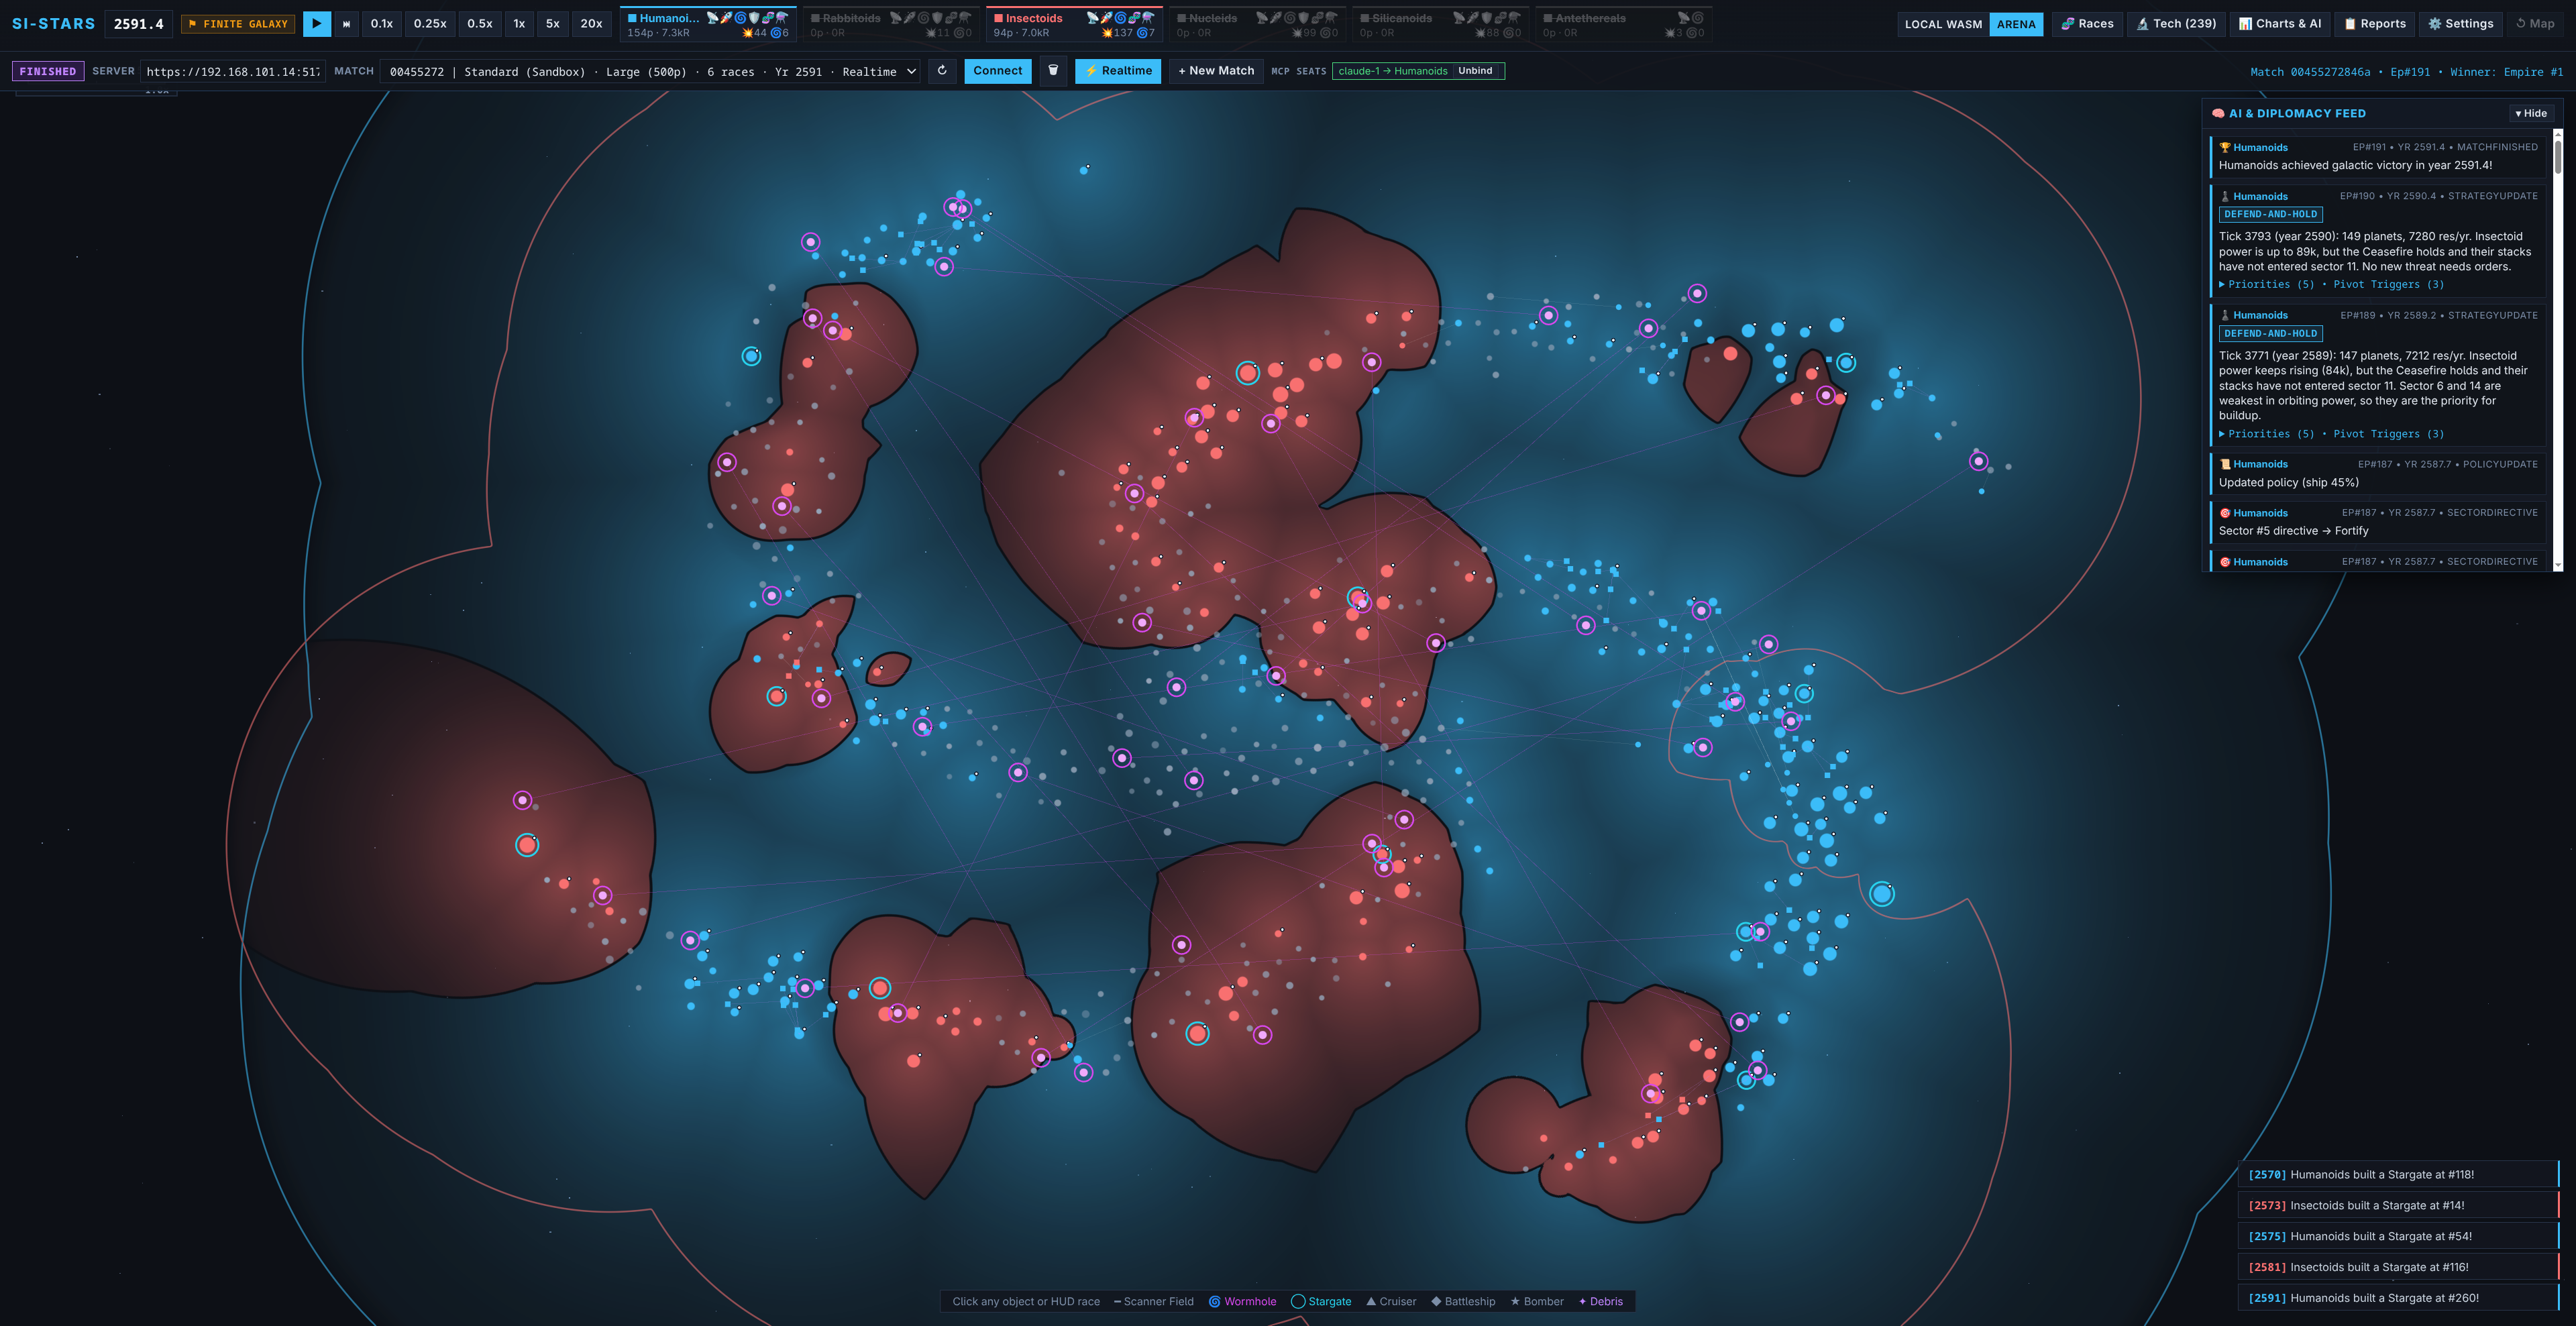 SI-STARS
2591.4
FINITE GALAXY
0.1x
0.25x
0.5x
1x
5x
20x
Humanoi...
154p · 7.3kR
44 6
Rabbitoids
0p · 0R
11 0
Insectoids
94p · 7.0kR
137 7
Nucleids
0p · 0R
99 0
Silicanoids
0p · 0R
88 0
Antethereals
0p · 0R
3 0
LOCAL WASM
ARENA
Races
Tech (239)
Charts & AI
Reports
Settings
Map
FINISHED
SERVER
https://192.168.101.14:517
MATCH
00455272 | Standard (Sandbox) · Large (500p) · 6 races · Yr 2591 · Realtime
Connect
Realtime
+ New Match
MCP SEATS
claude-1 → Humanoids
Unbind
Match 00455272846a • Ep#191 • Winner: Empire #1
AI & DIPLOMACY FEED
▾ Hide
Humanoids
EP#191 • YR 2591.4 • MATCHFINISHED
Humanoids achieved galactic victory in year 2591.4!
Humanoids
EP#190 • YR 2590.4 • STRATEGYUPDATE
DEFEND-AND-HOLD
Tick 3793 (year 2590): 149 planets, 7280 res/yr. Insectoid
power is up to 89k, but the Ceasefire holds and their stacks
have not entered sector 11. No new threat needs orders.
Priorities (5) • Pivot Triggers (3)
Humanoids
EP#189 • YR 2589.2 • STRATEGYUPDATE
DEFEND-AND-HOLD
Tick 3771 (year 2589): 147 planets, 7212 res/yr. Insectoid
power keeps rising (84k), but the Ceasefire holds and their
stacks have not entered sector 11. Sector 6 and 14 are
weakest in orbiting power, so they are the priority for
buildup.
Priorities (5) • Pivot Triggers (3)
Humanoids
EP#187 • YR 2587.7 • POLICYUPDATE
Updated policy (ship 45%)
Humanoids
EP#187 • YR 2587.7 • SECTORDIRECTIVE
Sector #5 directive → Fortify
Humanoids
EP#187 • YR 2587.7 • SECTORDIRECTIVE
[2570] Humanoids built a Stargate at #118!
[2573] Insectoids built a Stargate at #14!
[2575] Humanoids built a Stargate at #54!
[2581] Insectoids built a Stargate at #116!
[2591] Humanoids built a Stargate at #260!
Click any object or HUD race
Scanner Field
Wormhole
Stargate
Cruiser
Battleship
Bomber
Debris